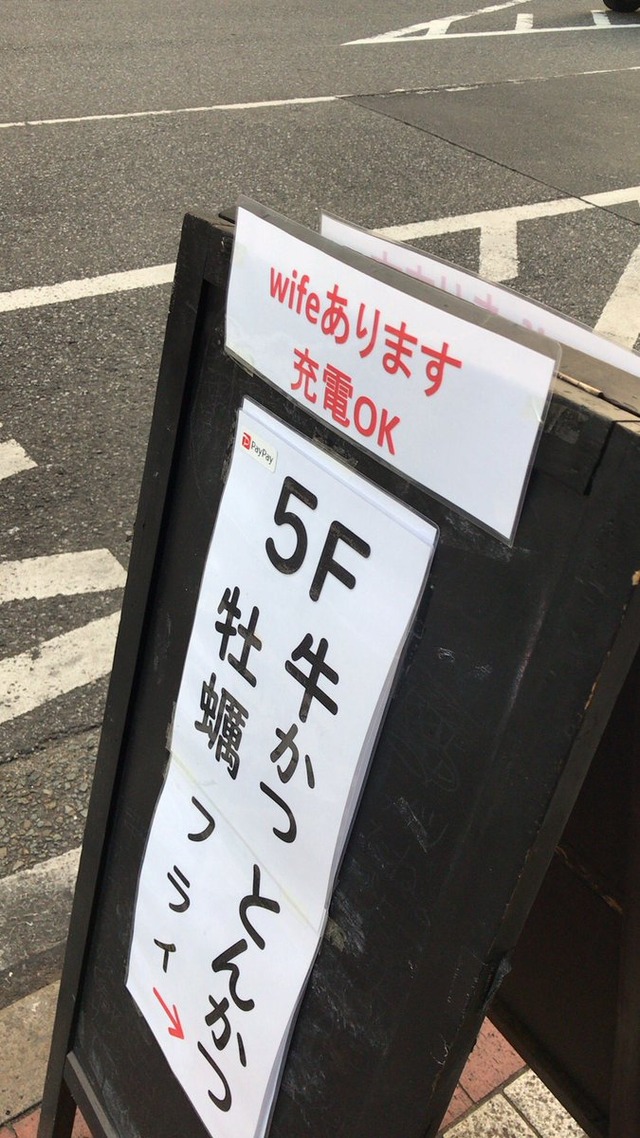 wifeあります
充電OK
PayPay
5F
牛かつ とんかつ
牡蠣フライ